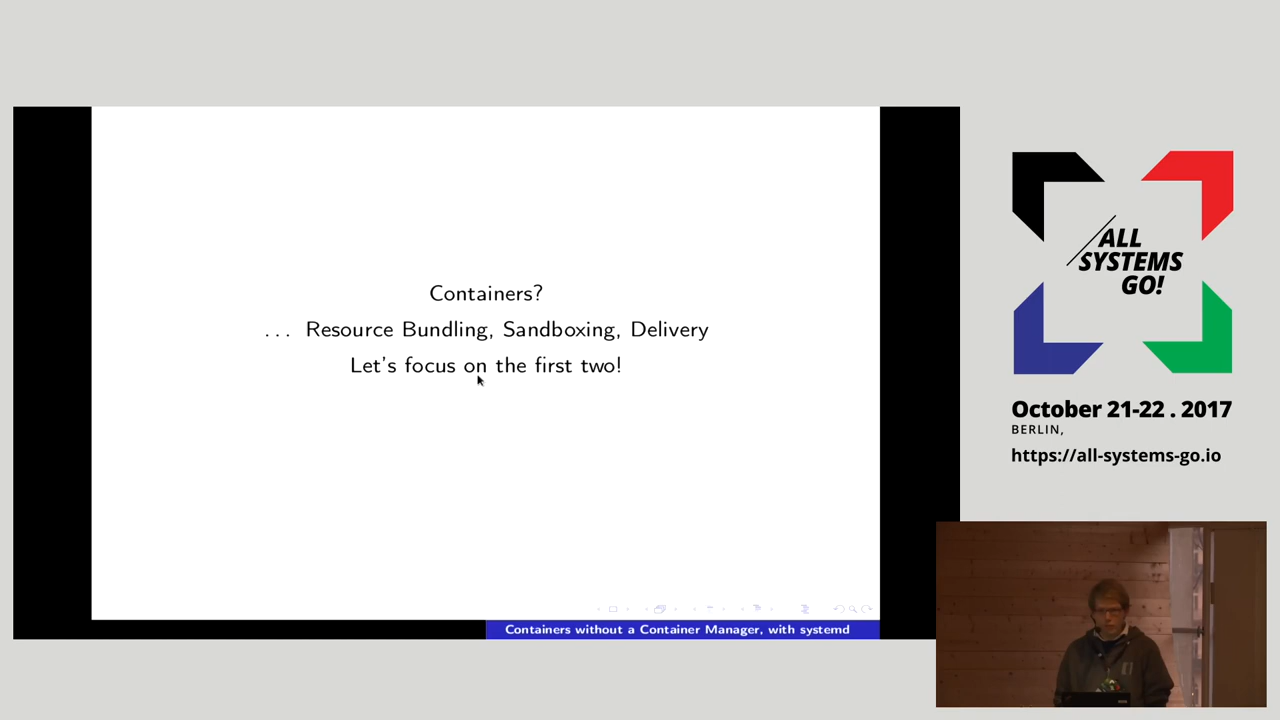 Containers?
... Resource Bundling, Sandboxing, Delivery
Let's focus on the first two!
Containers without a Container Manager, with systemd
ALL
SYSTEMS
GO!
October 21-22 . 2017
BERLIN,
https://all-systems-go.io